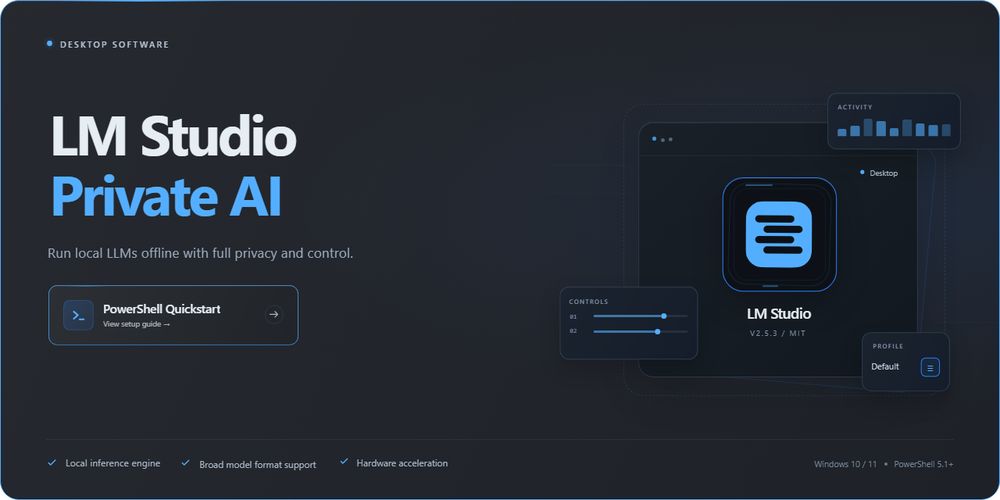 DESKTOP SOFTWARE
LM Studio
Private AI
Run local LLMs offline with full privacy and control.
PowerShell Quickstart
View setup guide →
ACTIVITY
Desktop
CONTROLS
01
02
LM Studio
V2.5.3 / MIT
PROFILE
Default
Local inference engine
Broad model format support
Hardware acceleration
Windows 10 / 11 • PowerShell 5.1+